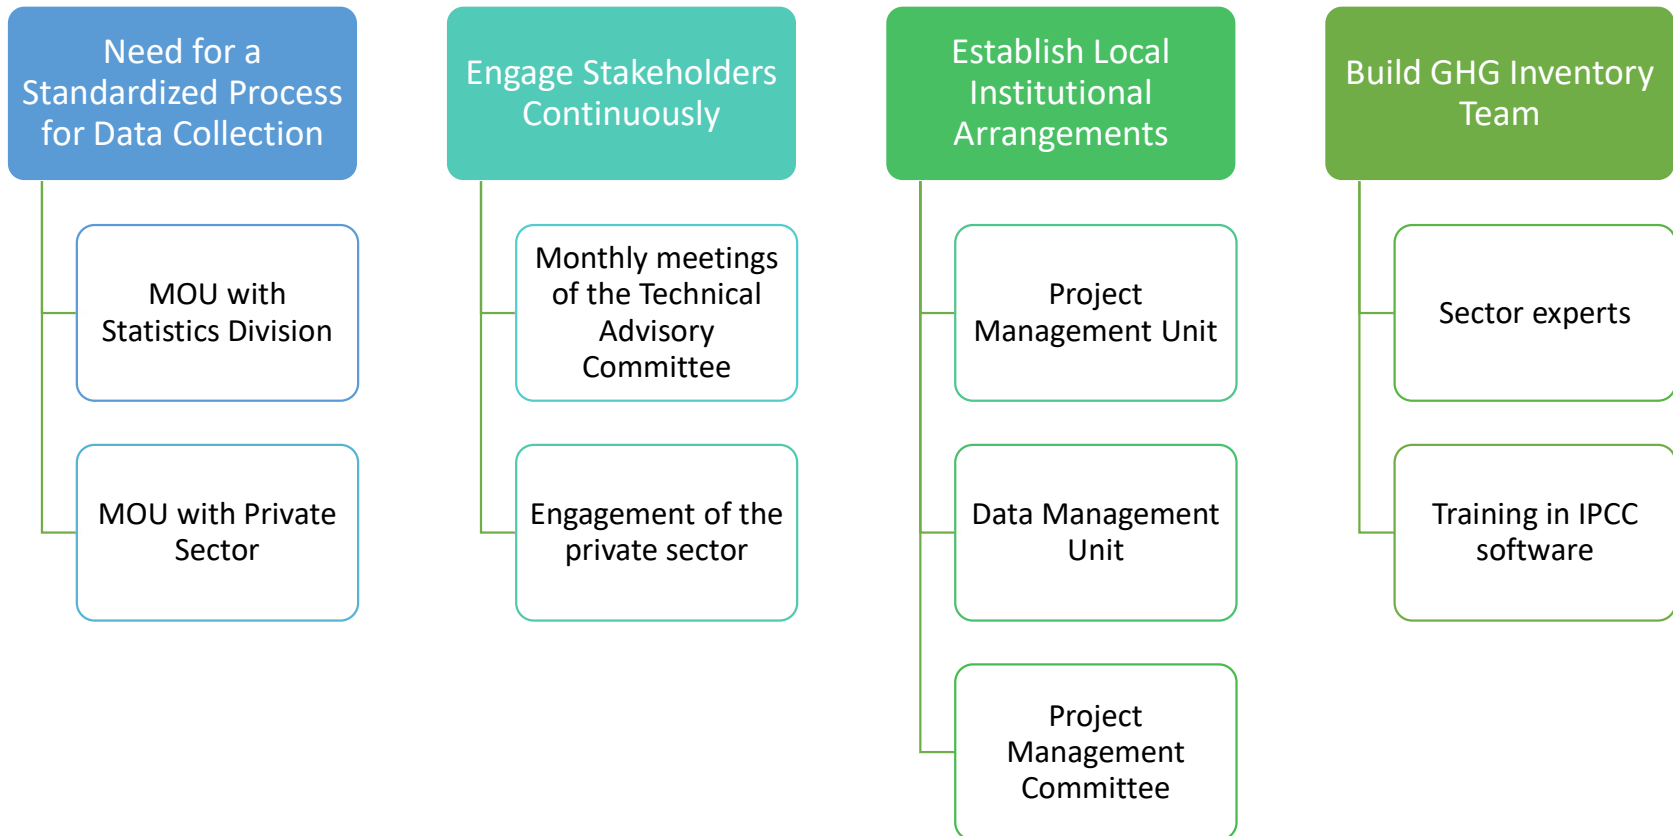 Need for a
Standardized Process
for Data Collection
MOU with
Statistics Division
MOU with Private
Sector
Engage Stakeholders
Continuously
Monthly meetings
of the Technical
Advisory
Committee
Engagement of the
private sector
Establish Local
Institutional
Arrangements
Project
Management Unit
Data Management
Unit
Project
Management
Committee
Build GHG Inventory
Team
Sector experts
Training in IPCC
software